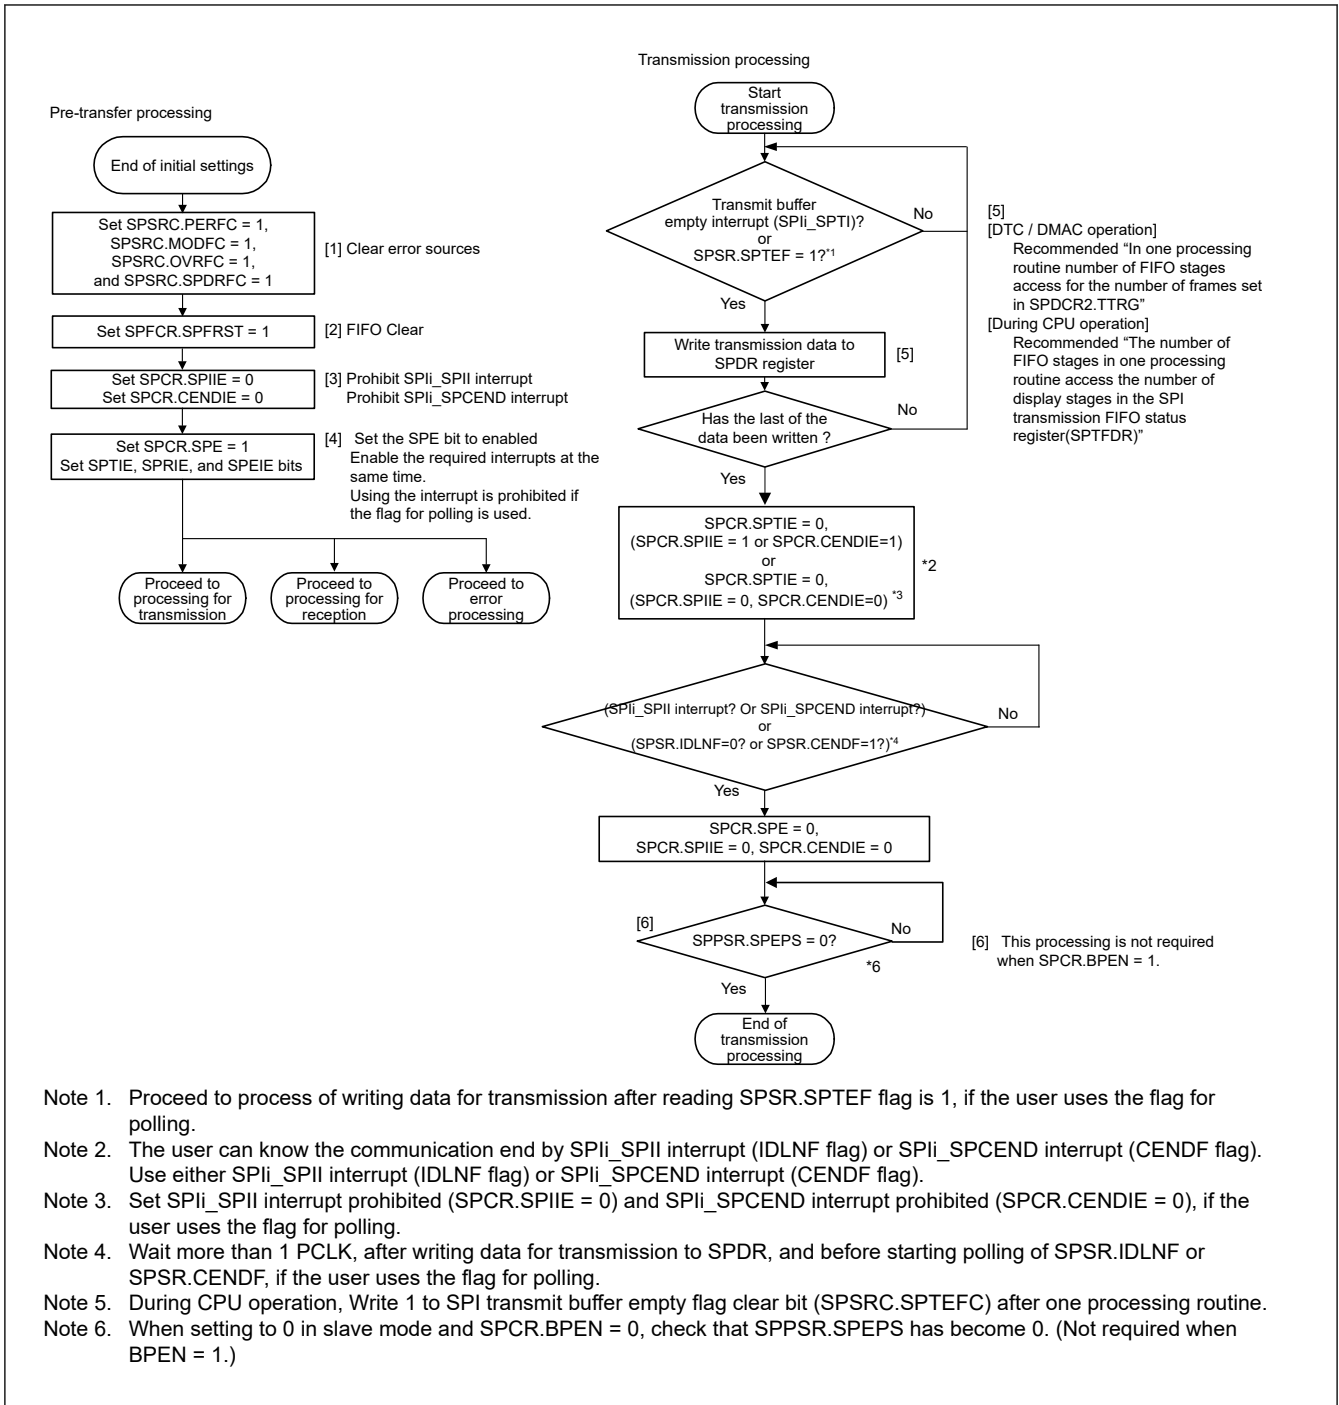 Pre-transfer processing
End of initial settings
Set SPSRC.PERFC = 1,
SPSRC.MODFC = 1,
SPSRC.OVRFC = 1,
and SPSRC.SPDRFC = 1
[1] Clear error sources
Set SPFCR.SPFRST = 1
[2] FIFO Clear
Set SPCR.SPIIE = 0
Set SPCR.CENDIE = 0
[3] Prohibit SPIi_SPII interrupt
Prohibit SPIi_SPCEND interrupt
Set SPCR.SPE = 1
Set SPTIE, SPRIE, and SPEIE bits
[4] Set the SPE bit to enabled
Enable the required interrupts at the
same time.
Using the interrupt is prohibited if
the flag for polling is used.
Proceed to
processing for
transmission
Proceed to
processing for
reception
Proceed to
error
processing
Transmission processing
Start
transmission
processing
Transmit buffer
empty interrupt (SPIi_SPTI)?
or
SPSR.SPTEF = 1?*1
No
Yes
Write transmission data to
SPDR register
[5]
Has the last of the
data been written ?
No
Yes
[5]
[DTC / DMAC operation]
Recommended “In one processing
routine number of FIFO stages
access for the number of frames set
in SPDCR2.TTRG”
[During CPU operation]
Recommended “The number of
FIFO stages in one processing
routine access the number of
display stages in the SPI
transmission FIFO status
register(SPTFDR)”
SPCR.SPTIE = 0,
(SPCR.SPIIE = 1 or SPCR.CENDIE=1)
or
SPCR.SPTIE = 0,
(SPCR.SPIIE = 0, SPCR.CENDIE=0) *3
*2
(SPIi_SPII interrupt? Or SPIi_SPCEND interrupt?)
or
(SPSR.IDLNF=0? or SPSR.CENDF=1?)*4
No
Yes
SPCR.SPE = 0,
SPCR.SPIIE = 0, SPCR.CENDIE = 0
[6]
SPPSR.SPEPS = 0?
No
*6
Yes
[6] This processing is not required
when SPCR.BPEN = 1.
End of
transmission
processing
Note 1. Proceed to process of writing data for transmission after reading SPSR.SPTEF flag is 1, if the user uses the flag for
polling.
Note 2. The user can know the communication end by SPIi_SPII interrupt (IDLNF flag) or SPIi_SPCEND interrupt (CENDF flag).
Use either SPIi_SPII interrupt (IDLNF flag) or SPIi_SPCEND interrupt (CENDF flag).
Note 3. Set SPIi_SPII interrupt prohibited (SPCR.SPIIE = 0) and SPIi_SPCEND interrupt prohibited (SPCR.CENDIE = 0), if the
user uses the flag for polling.
Note 4. Wait more than 1 PCLK, after writing data for transmission to SPDR, and before starting polling of SPSR.IDLNF or
SPSR.CENDF, if the user uses the flag for polling.
Note 5. During CPU operation, Write 1 to SPI transmit buffer empty flag clear bit (SPSRC.SPTEFC) after one processing routine.
Note 6. When setting to 0 in slave mode and SPCR.BPEN = 0, check that SPPSR.SPEPS has become 0. (Not required when
BPEN = 1.)